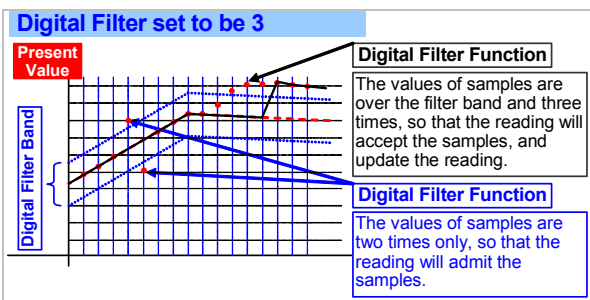 Digital Filter set to be 3
Present
Value
Digital Filter Band
Digital Filter Function
The values of samples are
over the filter band and three
times, so that the reading will
accept the samples, and
update the reading.
Digital Filter Function
The values of samples are
two times only, so that the
reading will admit the
samples.